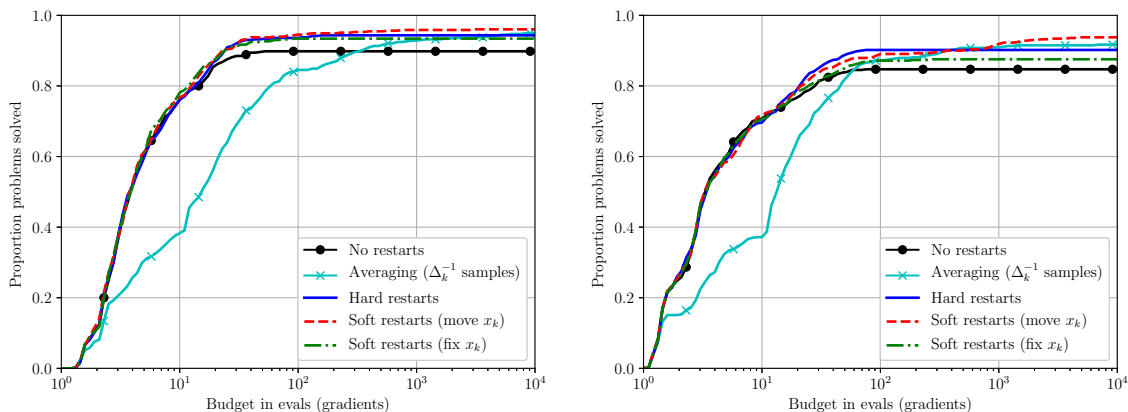 1.0
0.8
0.6
0.4
0.2
0.0
Proportion problems solved
10^0
10^1
10^2
10^3
10^4
Budget in evals (gradients)
No restarts
Averaging (Δ_k^{-1} samples)
Hard restarts
Soft restarts (move x_k)
Soft restarts (fix x_k)
1.0
0.8
0.6
0.4
0.2
0.0
Proportion problems solved
10^0
10^1
10^2
10^3
10^4
Budget in evals (gradients)
No restarts
Averaging (Δ_k^{-1} samples)
Hard restarts
Soft restarts (move x_k)
Soft restarts (fix x_k)